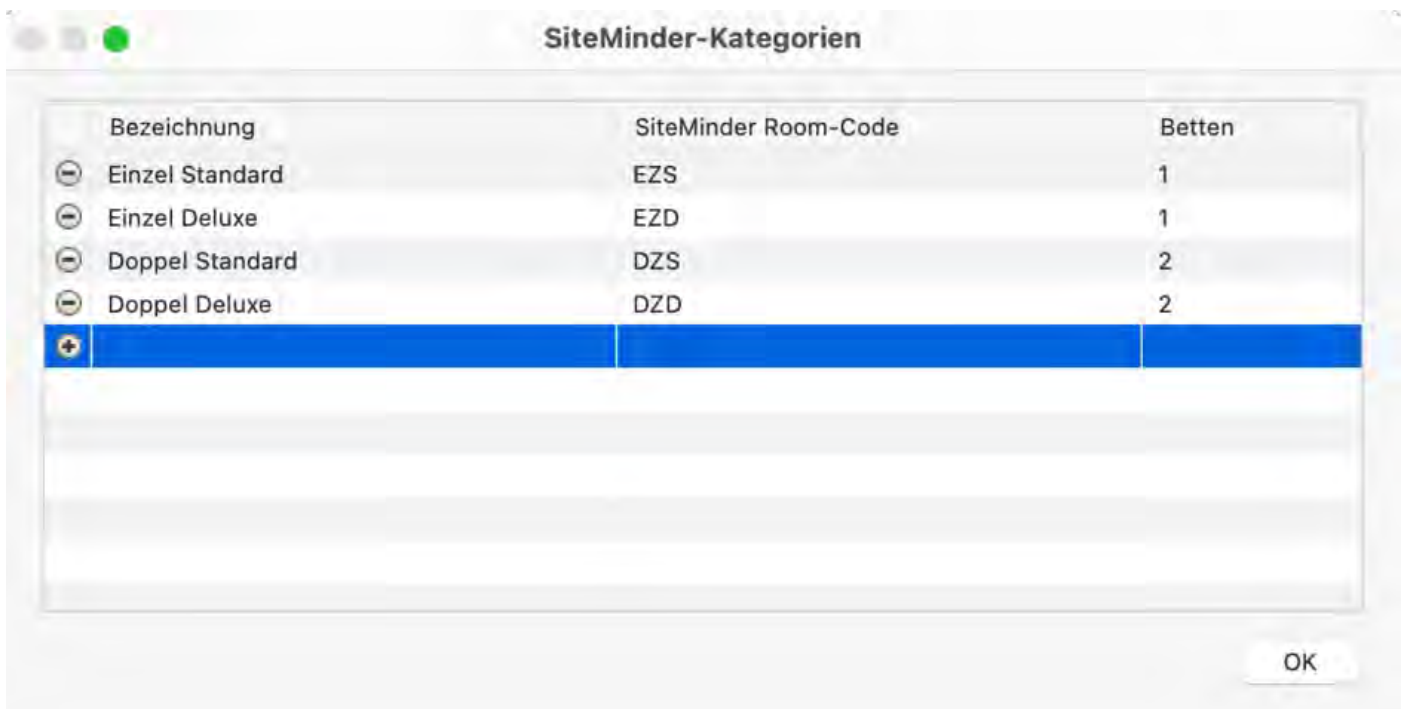 SiteMinder-Kategorien
Bezeichnung SiteMinder Room-Code Betten
Einzel Standard EZS 1
Einzel Deluxe EZD 1
Doppel Standard DZS 2
Doppel Deluxe DZD 2
OK